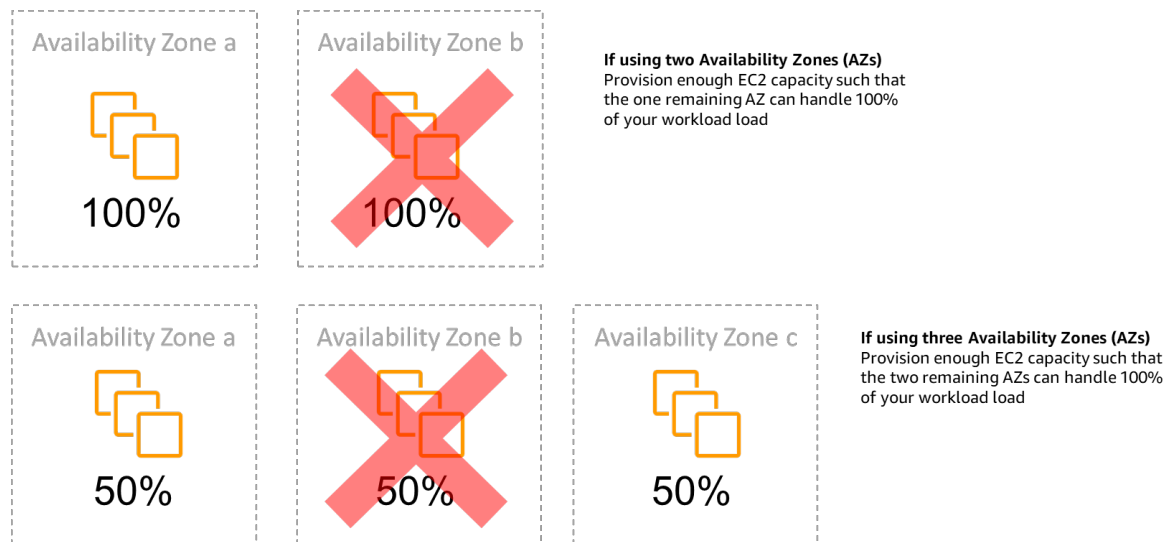 Availability Zone a
Availability Zone b
100%
100%
If using two Availability Zones (AZs)
Provision enough EC2 capacity such that
the one remaining AZ can handle 100%
of your workload load
Availability Zone a
Availability Zone b
Availability Zone c
50%
50%
50%
If using three Availability Zones (AZs)
Provision enough EC2 capacity such that
the two remaining AZs can handle 100%
of your workload load